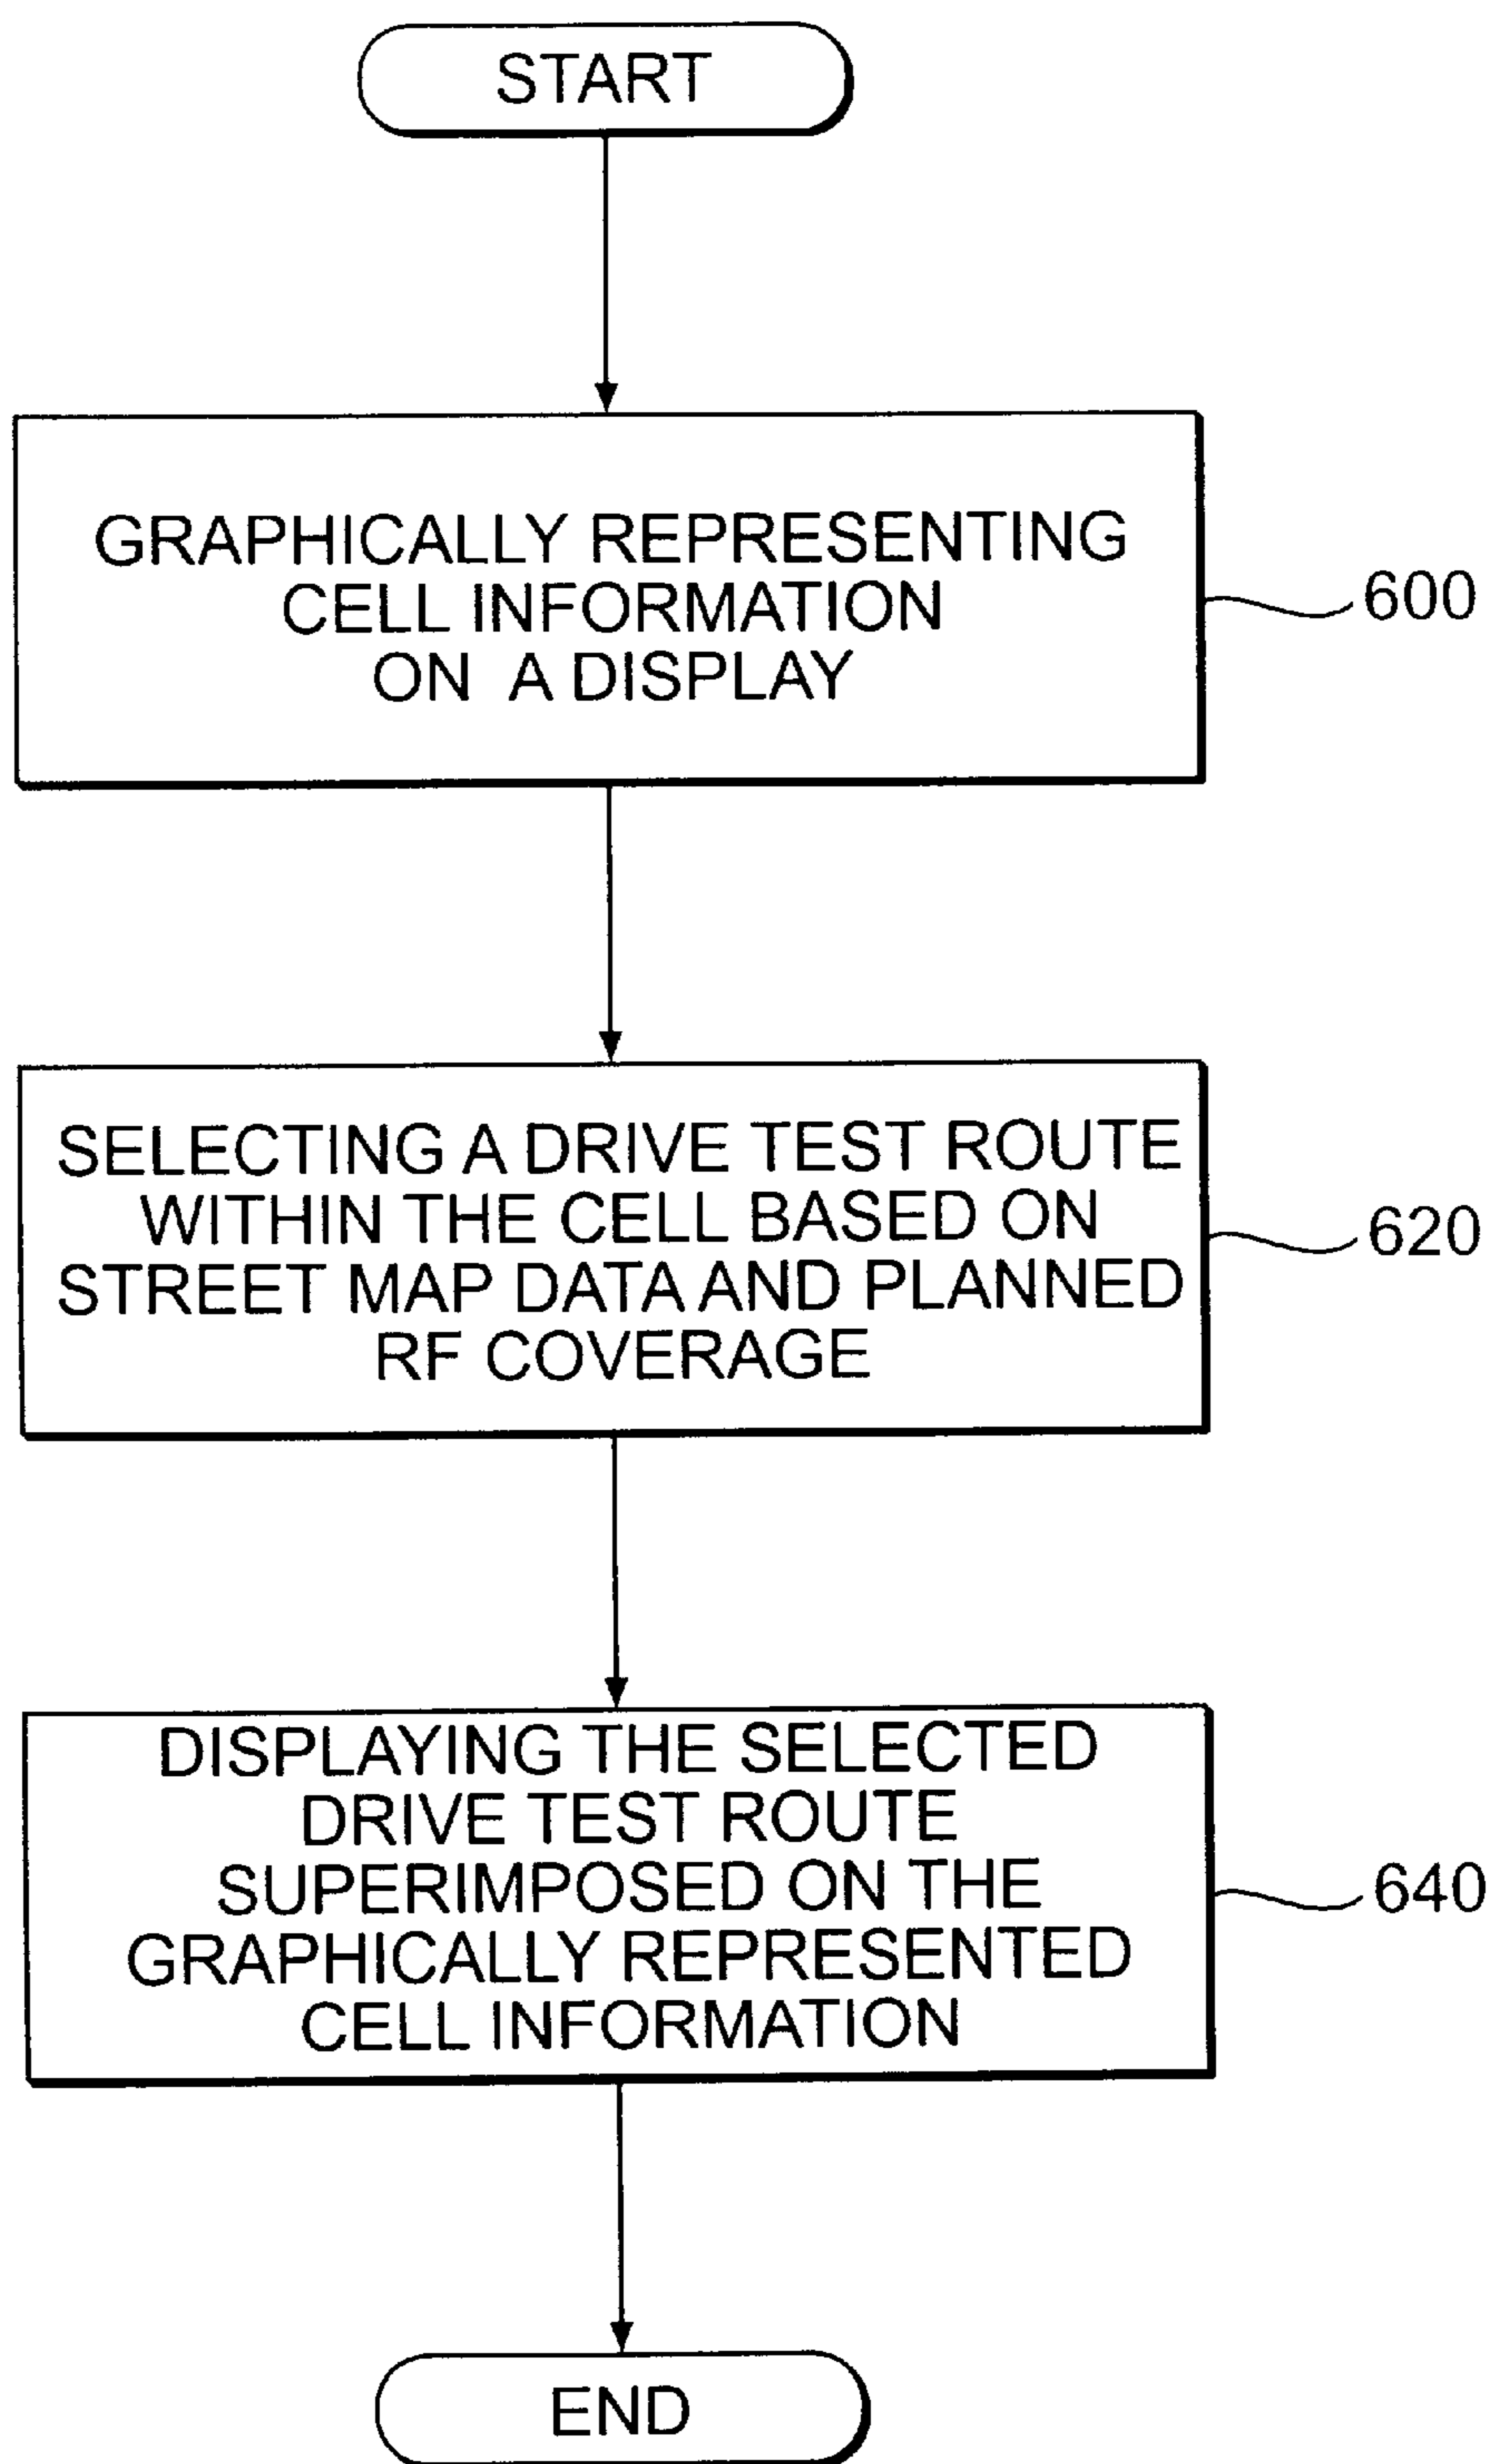 START
GRAPHICALLY REPRESENTING
CELL INFORMATION
ON A DISPLAY
600
SELECTING A DRIVE TEST ROUTE
WITHIN THE CELL BASED ON
STREET MAP DATA AND PLANNED
RF COVERAGE
620
DISPLAYING THE SELECTED
DRIVE TEST ROUTE
SUPERIMPOSED ON THE
GRAPHICALLY REPRESENTED
CELL INFORMATION
640
END